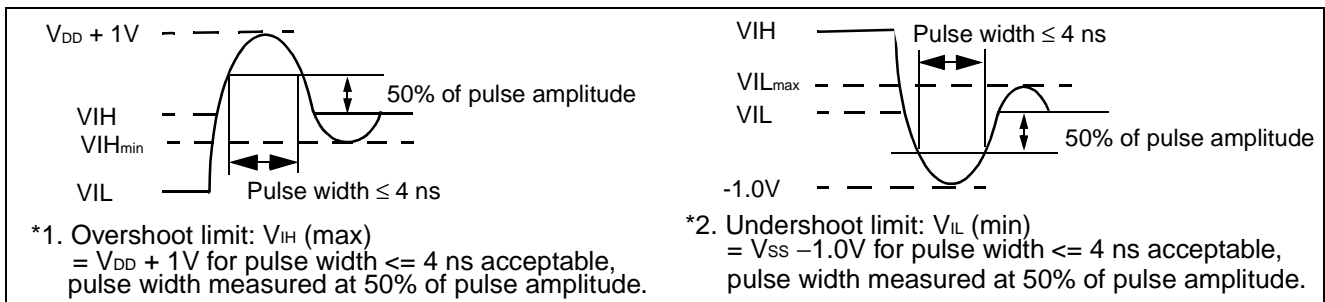 VDD + 1V
50% of pulse amplitude
VIH
VIHmin
VIL
Pulse width ≤ 4 ns
*1. Overshoot limit: VIH (max)
= VDD + 1V for pulse width <= 4 ns acceptable,
pulse width measured at 50% of pulse amplitude.
VIH
Pulse width ≤ 4 ns
VILmax
VIL
50% of pulse amplitude
-1.0V
*2. Undershoot limit: VIL (min)
= VSS −1.0V for pulse width <= 4 ns acceptable,
pulse width measured at 50% of pulse amplitude.